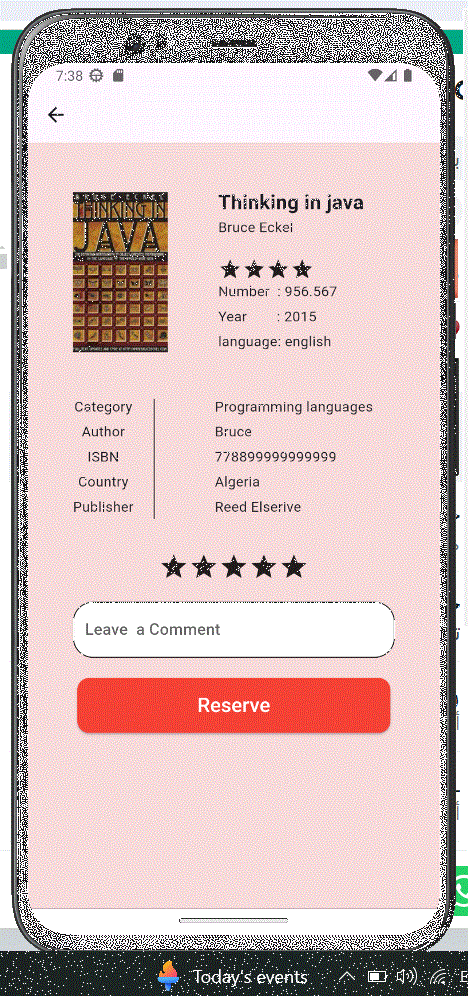 7:38
THINKING IN
JAVA
Thinking in java
Bruce Eckel
Number : 956.567
Year : 2015
language: english
Category Programming languages
Author Bruce
ISBN 778899999999999
Country Algeria
Publisher Reed Elserive
Leave a Comment
Reserve
Today's events